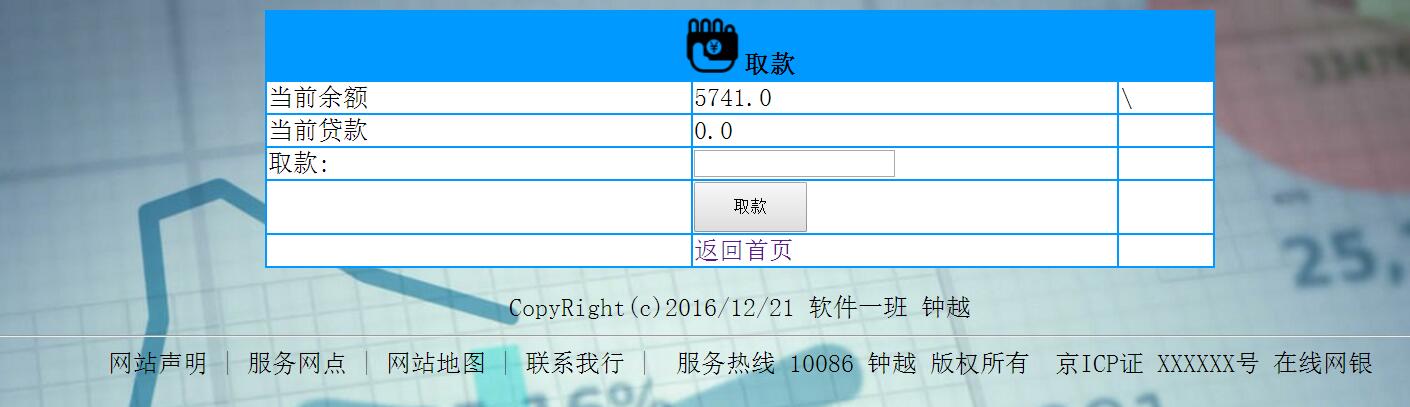 取款
当前余额 5741.0 \
当前贷款 0.0
取款:
取款
返回首页
CopyRight(c)2016/12/21 软件一班 钟越
网站声明 | 服务网点 | 网站地图 | 联系我行 | 服务热线 10086 钟越 版权所有 京ICP证 XXXXXX号 在线网银